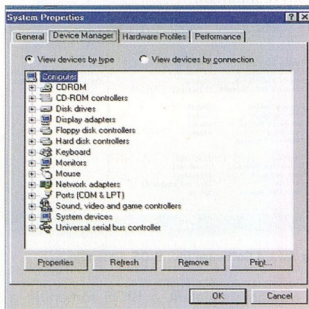 System Properties
General Device Manager Hardware Profiles Performance
View devices by type View devices by connection
Computer
CDROM
CD-ROM controllers
Disk drives
Display adapters
Floppy disk controllers
Hard disk controllers
Keyboard
Monitors
Mouse
Network adapters
Ports (COM & LPT)
Sound, video and game controllers
System devices
Universal serial bus controller
Properties Refresh Remove Print...
OK Cancel